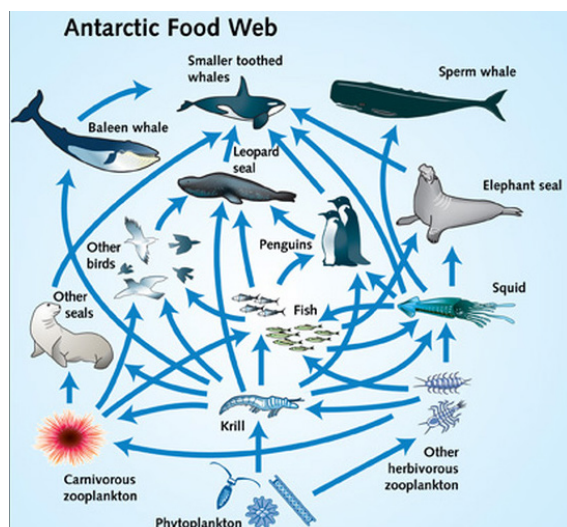 Antarctic Food Web
Smaller toothed
whales
Sperm whale
Baleen whale
Leopard
seal
Elephant seal
Other
birds
Penguins
Other
seals
Fish
Squid
Krill
Carnivorous
zooplankton
Other
herbivorous
zooplankton
Phytoplankton